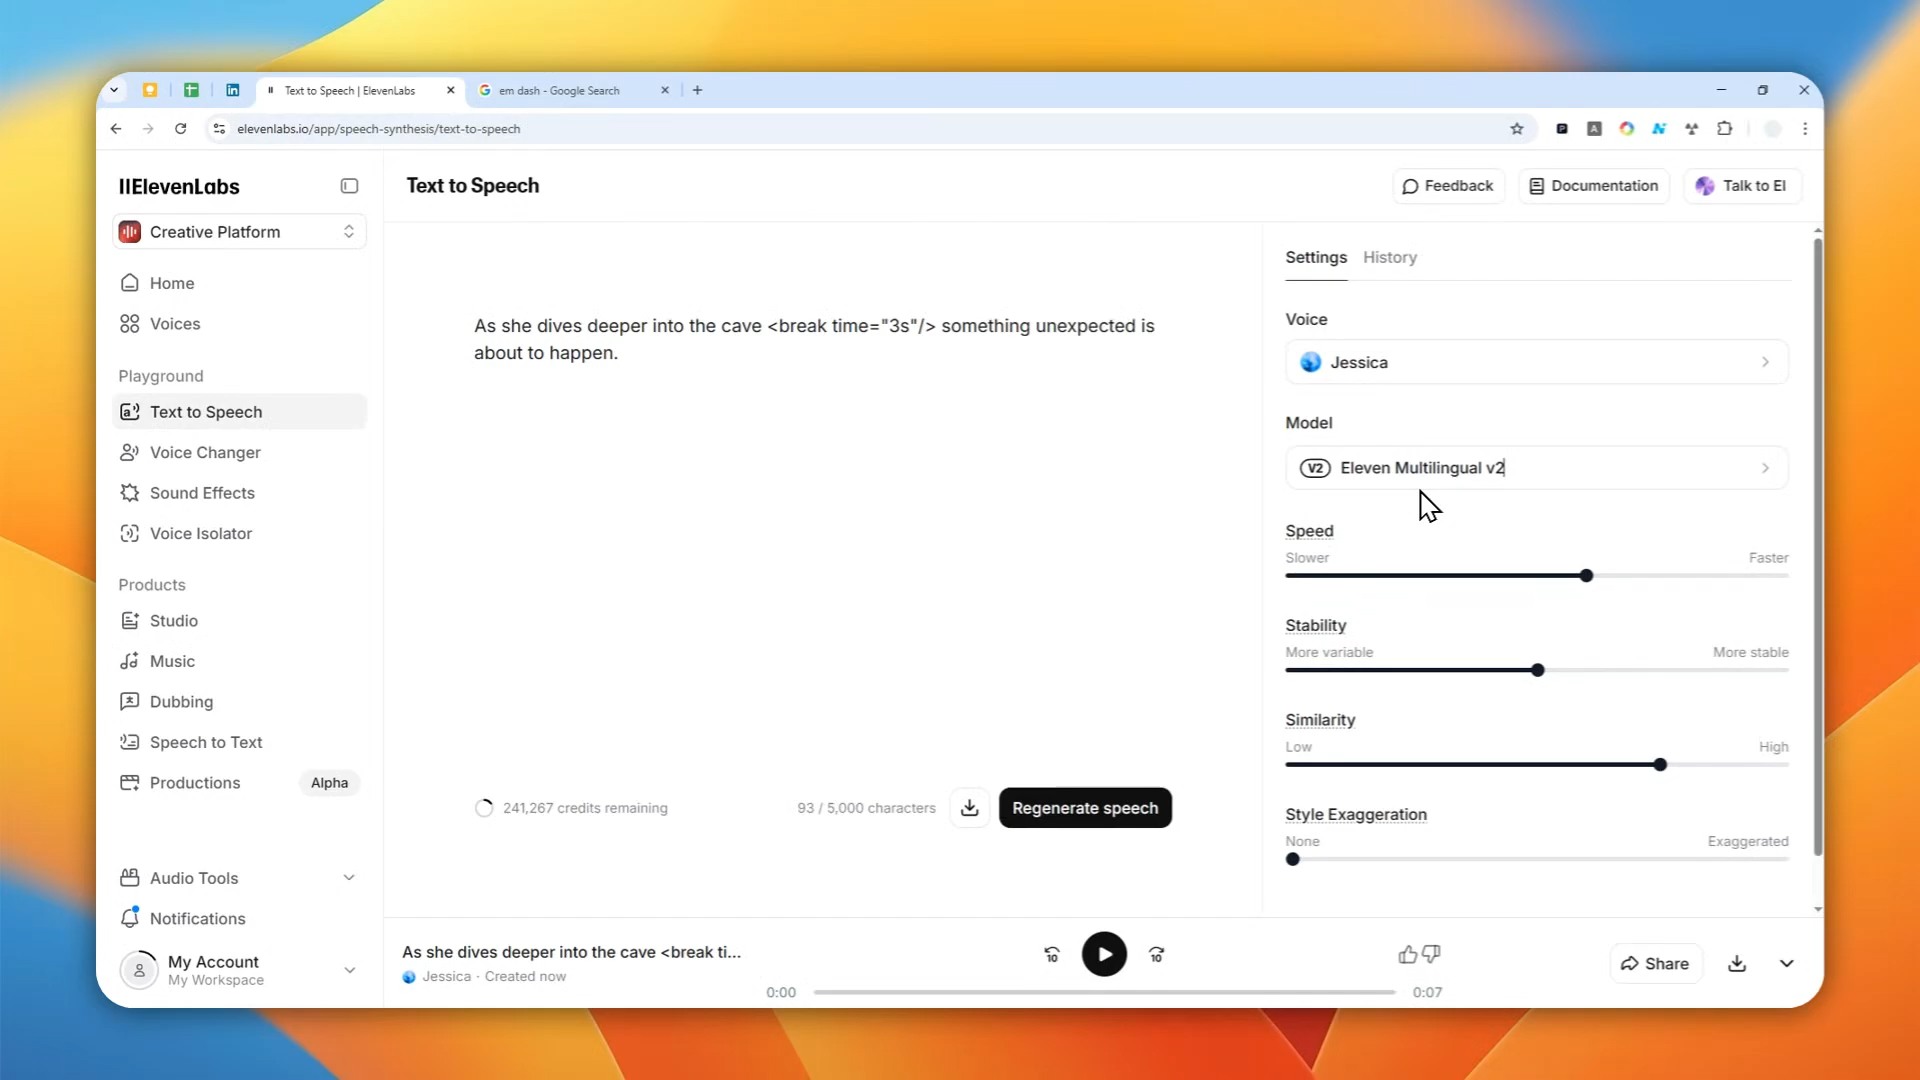 Text to Speech | ElevenLabs
em dash - Google Search
elevenlabs.io/app/speech-synthesis/text-to-speech
IIElevenLabs
Creative Platform
Home
Voices
Playground
Text to Speech
Voice Changer
Sound Effects
Voice Isolator
Products
Studio
Music
Dubbing
Speech to Text
Productions Alpha
Audio Tools
Notifications
My Account
My Workspace
Text to Speech
Feedback
Documentation
Talk to El
As she dives deeper into the cave <break time="3s"/> something unexpected is
about to happen.
241,267 credits remaining
93 / 5,000 characters
Regenerate speech
Settings History
Voice
Jessica
Model
V2 Eleven Multilingual v2
Speed
Slower Faster
Stability
More variable More stable
Similarity
Low High
Style Exaggeration
None Exaggerated
As she dives deeper into the cave <break ti...
Jessica · Created now
10 10
0:00 0:07
Share